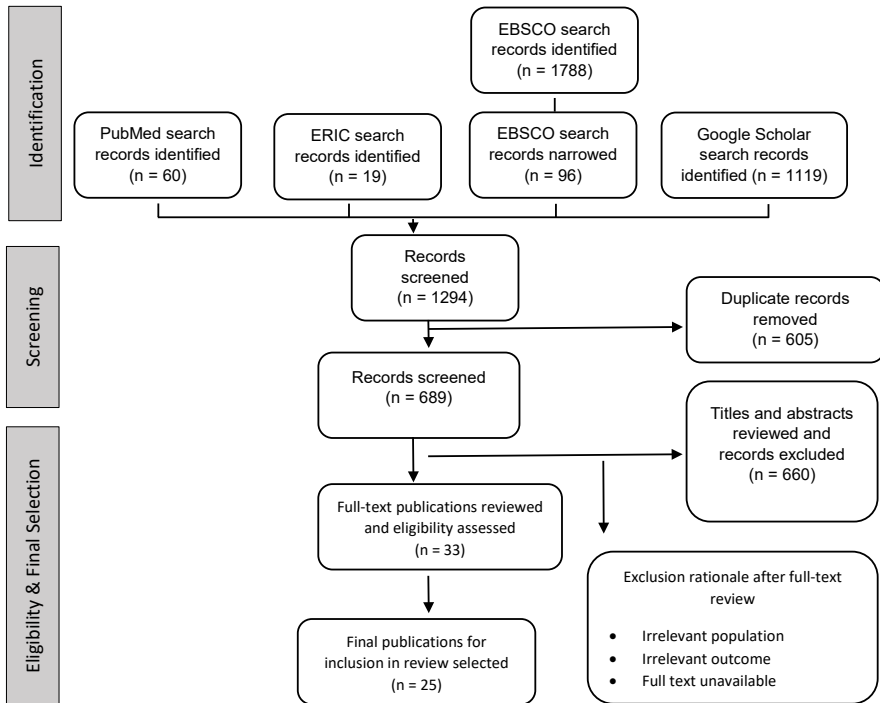 Identification
EBSCO search
records identified
(n = 1788)
PubMed search
records identified
(n = 60)
ERIC search
records identified
(n = 19)
EBSCO search
records narrowed
(n = 96)
Google Scholar
search records
identified (n = 1119)
Screening
Records
screened
(n = 1294)
Duplicate records
removed
(n = 605)
Records screened
(n = 689)
Eligibility & Final Selection
Titles and abstracts
reviewed and
records excluded
(n = 660)
Full-text publications reviewed
and eligibility assessed
(n = 33)
Exclusion rationale after full-text
review
• Irrelevant population
• Irrelevant outcome
• Full text unavailable
Final publications for
inclusion in review selected
(n = 25)